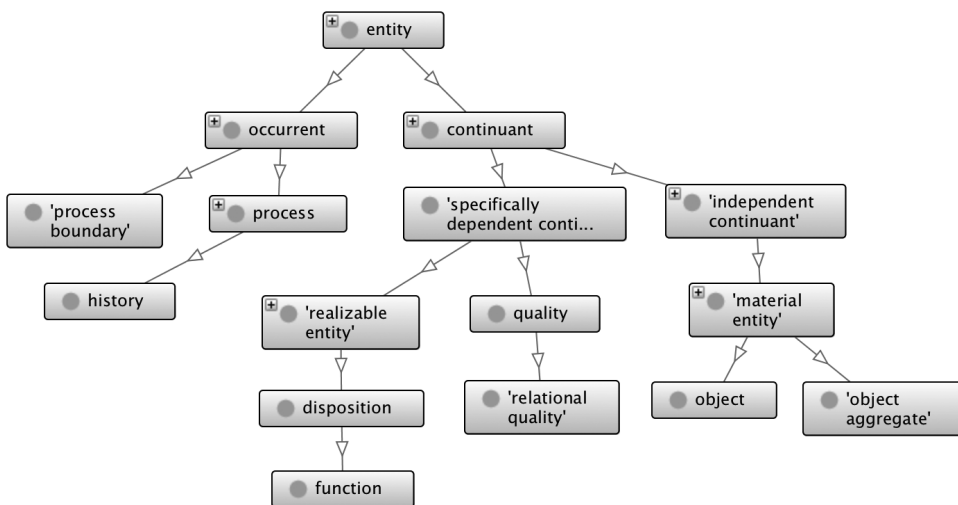 entity
occurrent
continuant
'process
boundary'
process
'specifically
dependent conti...
'independent
continuant'
history
'realizable
entity'
quality
'material
entity'
disposition
'relational
quality'
object
'object
aggregate'
function